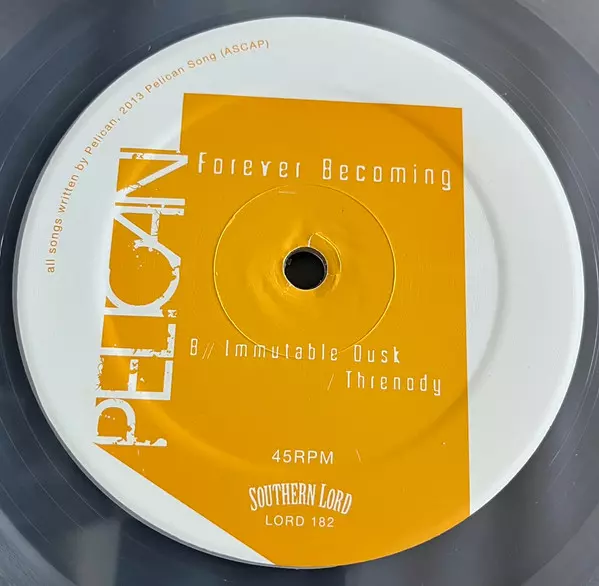 all songs written by Pelican, 2013 Pelican Song (ASCAP)
PELICAN
Forever Becoming
B // Immutable Dusk
/ Threnody
45RPM
SOUTHERN LORD
LORD 182